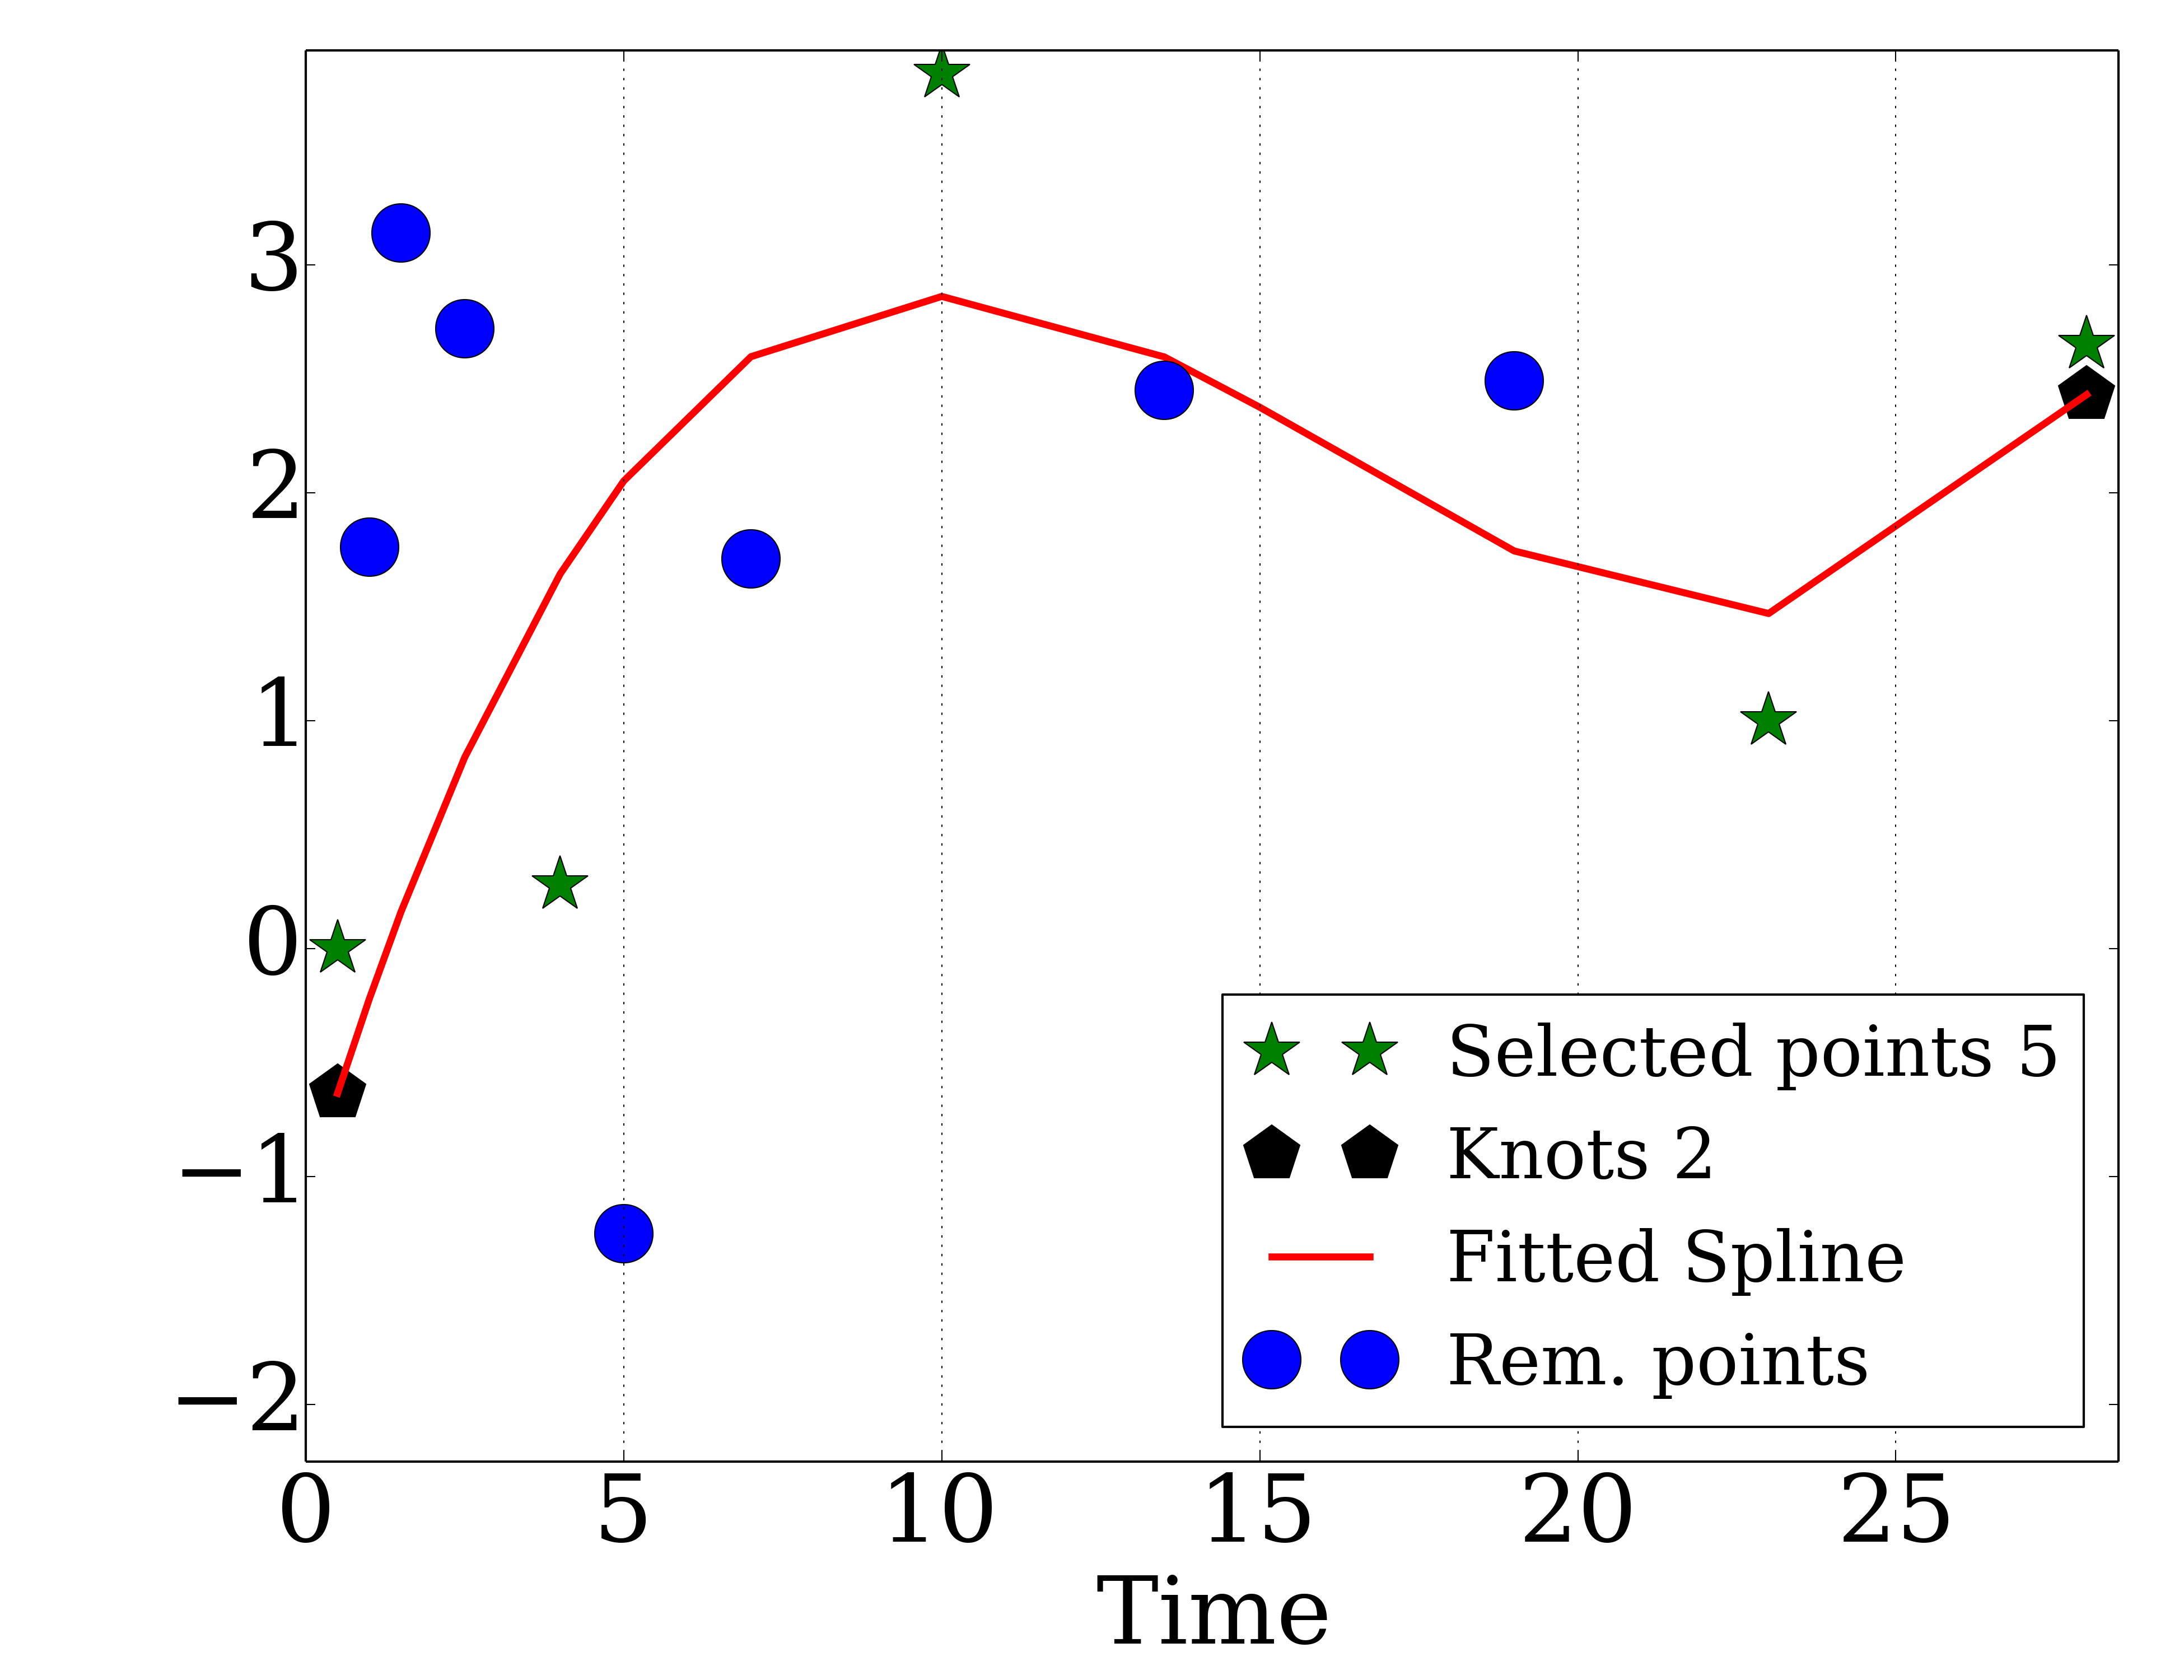 3
2
1
0
−1
−2
Selected points 5
Knots 2
Fitted Spline
Rem. points
0 5 10 15 20 25
Time